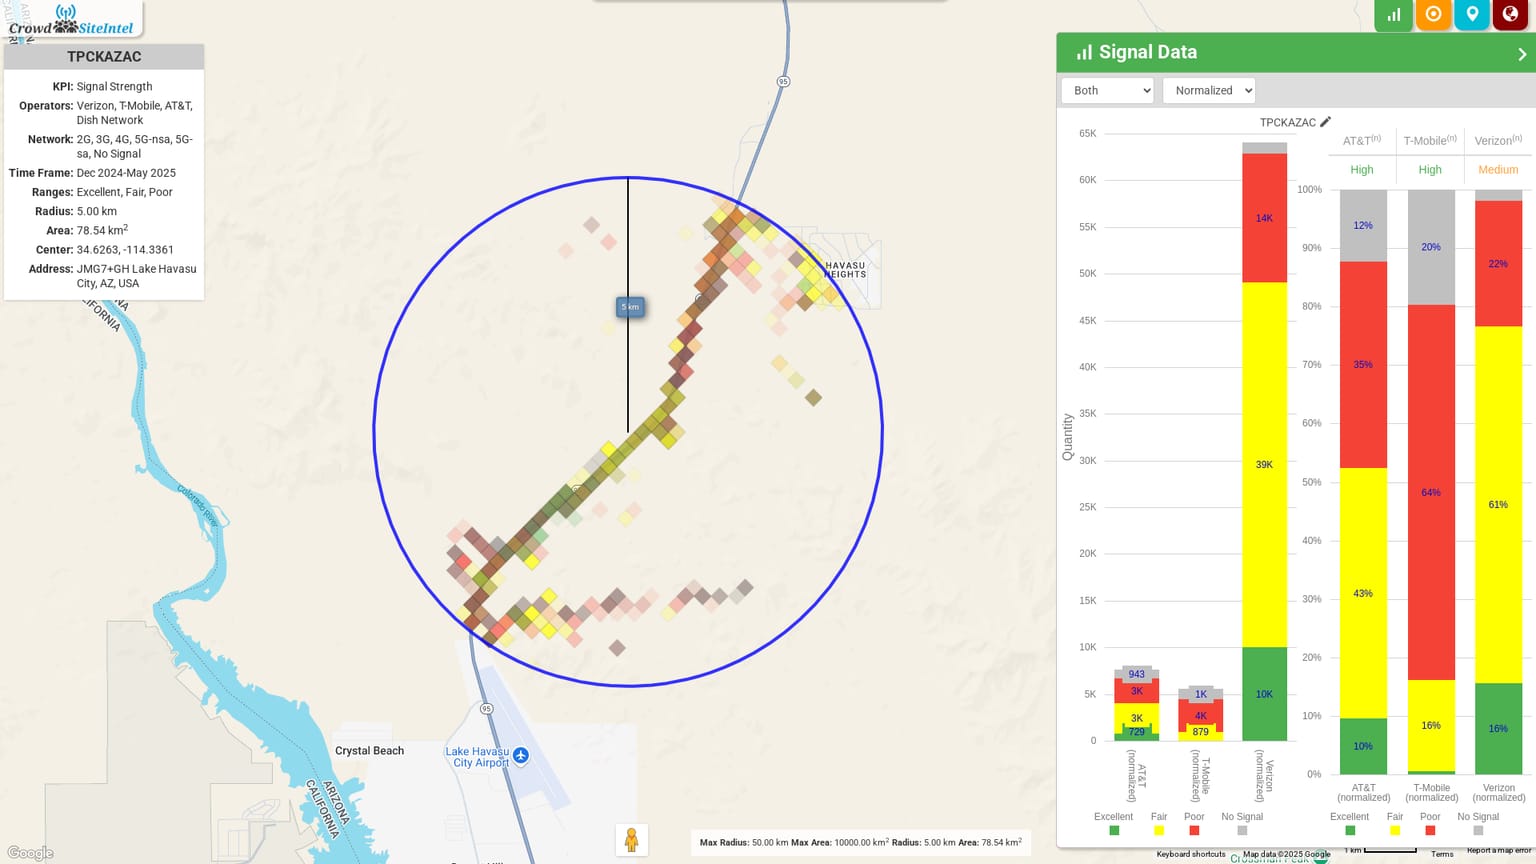 Crowd SiteIntel
TPCKAZAC
KPI: Signal Strength
Operators: Verizon, T-Mobile, AT&T,
Dish Network
Network: 2G, 3G, 4G, 5G-nsa, 5G-
sa, No Signal
Time Frame: Dec 2024-May 2025
Ranges: Excellent, Fair, Poor
Radius: 5.00 km
Area: 78.54 km2
Center: 34.6263, -114.3361
Address: JMG7+GH Lake Havasu
City, AZ, USA
95
5 km
HAVASU
HEIGHTS
Colorado River
95
Crystal Beach
Lake Havasu
City Airport
ARIZONA
CALIFORNIA
CALIFORNIA
Google
Max Radius: 50.00 km Max Area: 10000.00 km2 Radius: 5.00 km Area: 78.54 km2
Signal Data
Both
Normalized
TPCKAZAC
AT&T(n)
T-Mobile(n)
Verizon(n)
High
High
Medium
Quantity
65K
60K
55K
50K
45K
40K
35K
30K
25K
20K
15K
10K
5K
0
943
3K
3K
729
1K
4K
879
14K
39K
10K
AT&T
(normalized)
T-Mobile
(normalized)
Verizon
(normalized)
Excellent
Fair
Poor
No Signal
100%
90%
80%
70%
60%
50%
40%
30%
20%
10%
0%
12%
35%
43%
10%
20%
64%
16%
22%
61%
16%
AT&T
(normalized)
T-Mobile
(normalized)
Verizon
(normalized)
Excellent
Fair
Poor
No Signal
Keyboard shortcuts
Map data ©2025 Google
1 km
Terms
Report a map error